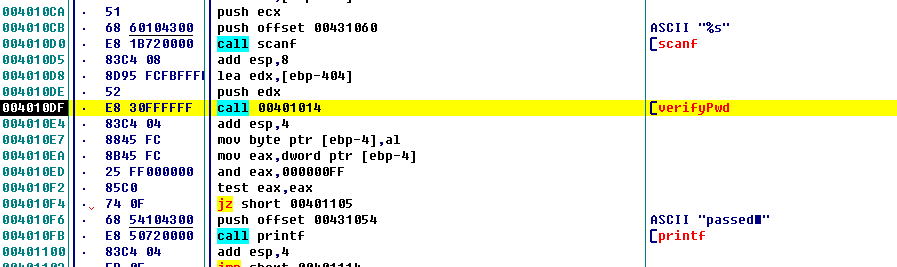 004010CA · 51 push ecx
004010CB · 68 60104300 push offset 00431060 ASCII "%s"
004010D0 · E8 1B720000 call scanf [scanf
004010D5 · 83C4 08 add esp,8
004010D8 · 8D95 FCFBFFFI lea edx,[ebp-404]
004010DE · 52 push edx
004010DF · E8 30FFFFFF call 00401014 [verifyPwd
004010E4 · 83C4 04 add esp,4
004010E7 · 8845 FC mov byte ptr [ebp-4],al
004010EA · 8B45 FC mov eax,dword ptr [ebp-4]
004010ED · 25 FF000000 and eax,000000FF
004010F2 · 85C0 test eax,eax
004010F4 · 74 0F jz short 00401105
004010F6 · 68 54104300 push offset 00431054 ASCII "passed■"
004010FB · E8 50720000 call printf [printf
00401100 · 83C4 04 add esp,4